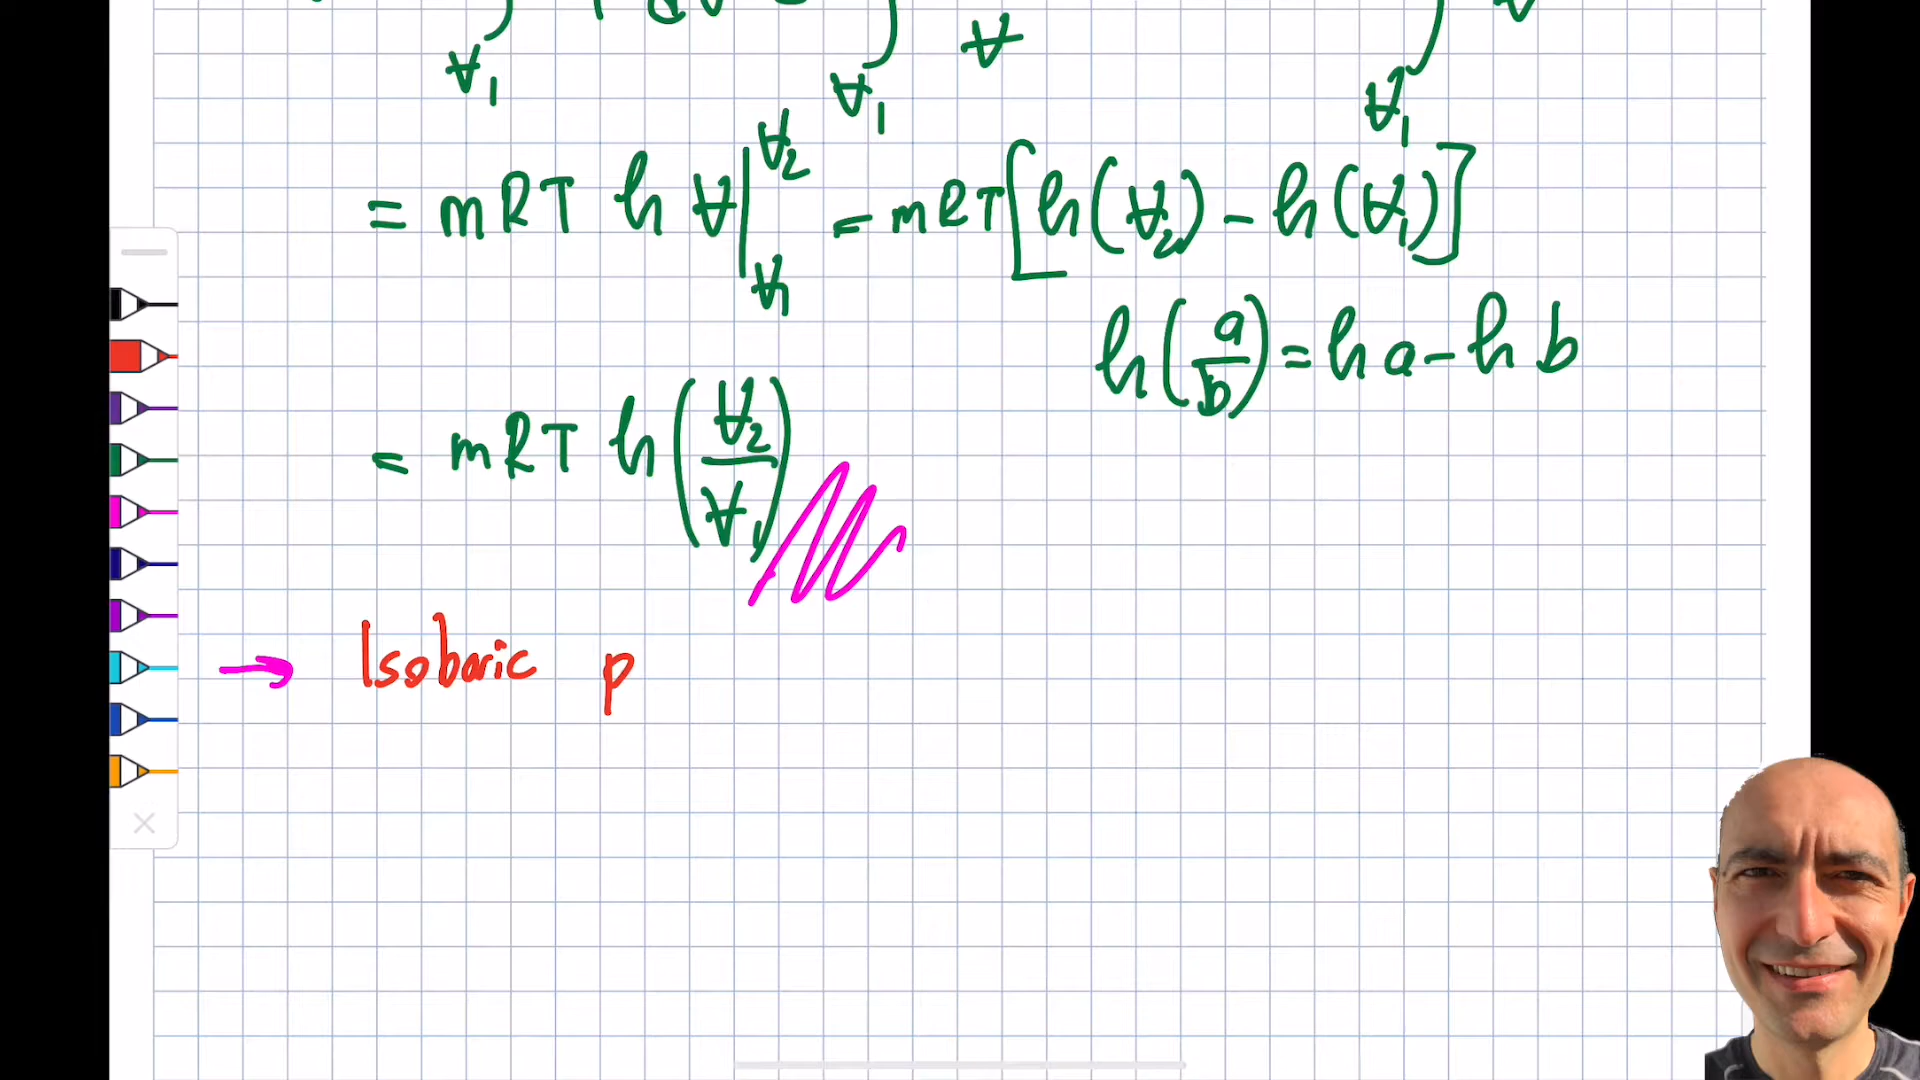 ∀₁ ∀₁ ∀ ∀₁
= mRT ln ∀ |∀₂ ∀₁ = mRT [ln(∀₂) - ln(∀₁)]
ln(a/b) = ln a - ln b
= mRT ln(∀₂/∀₁)
→ Isobaric p